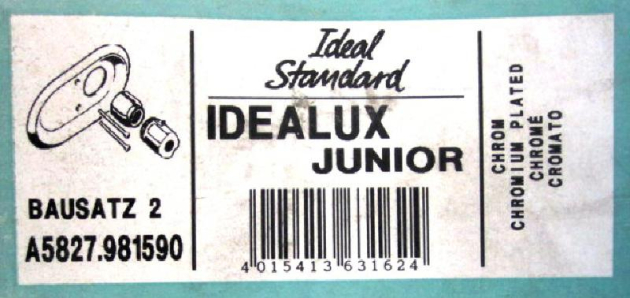 BAUSATZ 2
A5827.981590
Ideal
Standard
IDEALUX
JUNIOR
4 015413 631624
CHROM
CHROMIUM PLATED
CHROMÉ
CROMATO